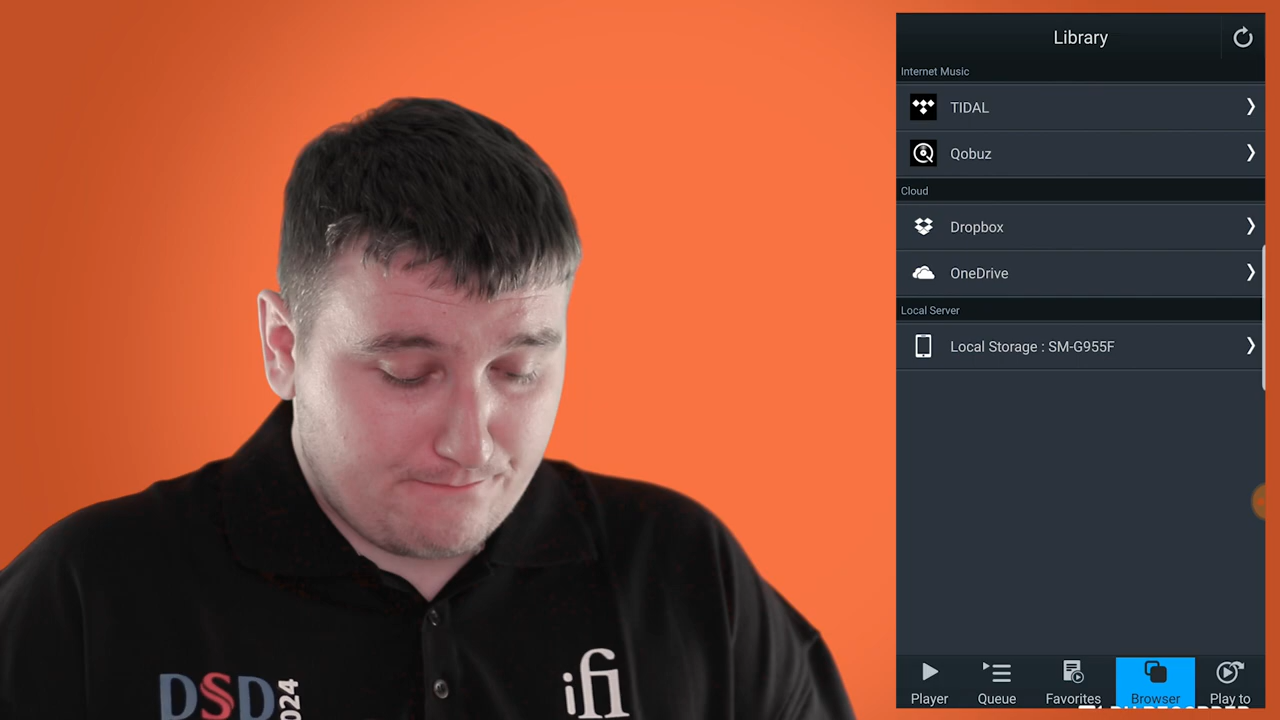 Library
Internet Music
TIDAL
Qobuz
Cloud
Dropbox
OneDrive
Local Server
Local Storage : SM-G955F
Player
Queue
Favorites
Browser
Play to
DSD
ifi